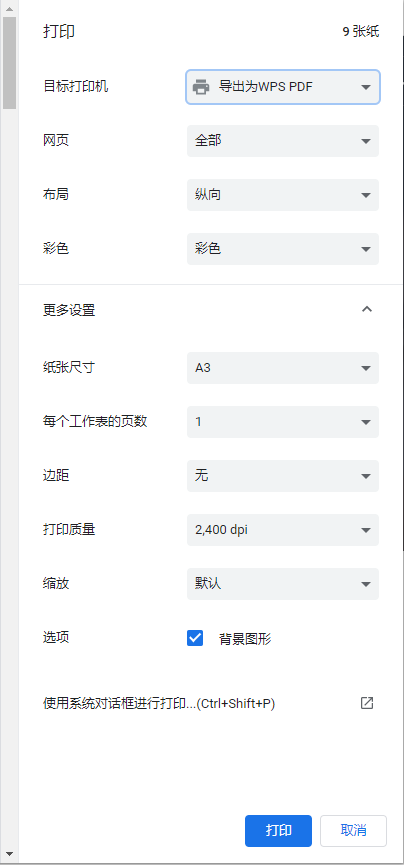 打印 9 张纸
目标打印机 导出为WPS PDF
网页 全部
布局 纵向
彩色 彩色
更多设置
纸张尺寸 A3
每个工作表的页数 1
边距 无
打印质量 2,400 dpi
缩放 默认
选项 背景图形
使用系统对话框进行打印...(Ctrl+Shift+P)
打印 取消